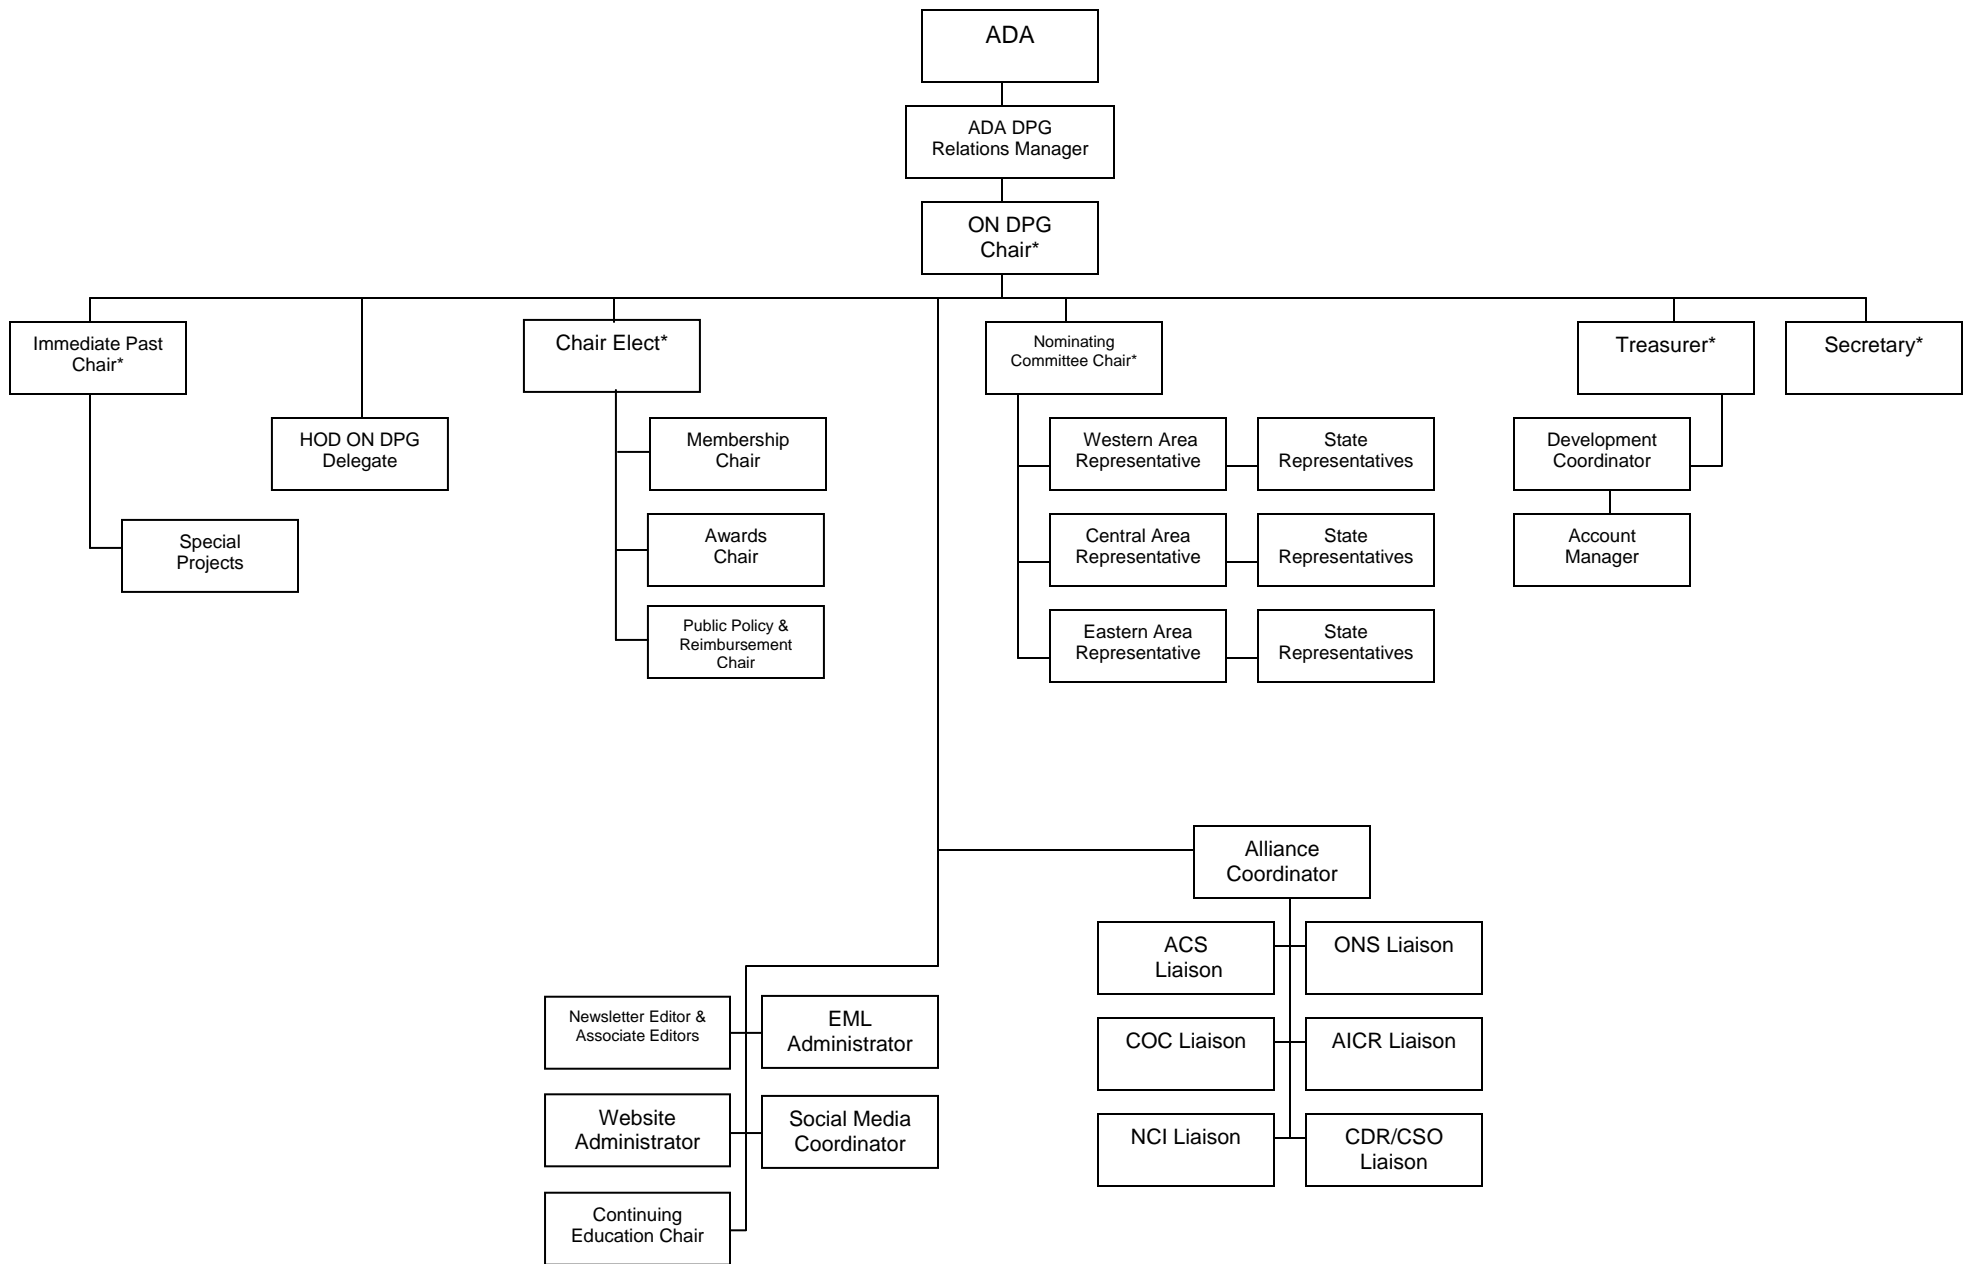 ADA
ADA DPG
Relations Manager
ON DPG
Chair*
Immediate Past
Chair*
Chair Elect*
Nominating
Committee Chair*
Treasurer*
Secretary*
HOD ON DPG
Delegate
Membership
Chair
Western Area
Representative
State
Representatives
Development
Coordinator
Special
Projects
Awards
Chair
Central Area
Representative
State
Representatives
Account
Manager
Public Policy &
Reimbursement
Chair
Eastern Area
Representative
State
Representatives
Alliance
Coordinator
ACS
Liaison
ONS Liaison
Newsletter Editor &
Associate Editors
EML
Administrator
COC Liaison
AICR Liaison
Website
Administrator
Social Media
Coordinator
NCI Liaison
CDR/CSO
Liaison
Continuing
Education Chair